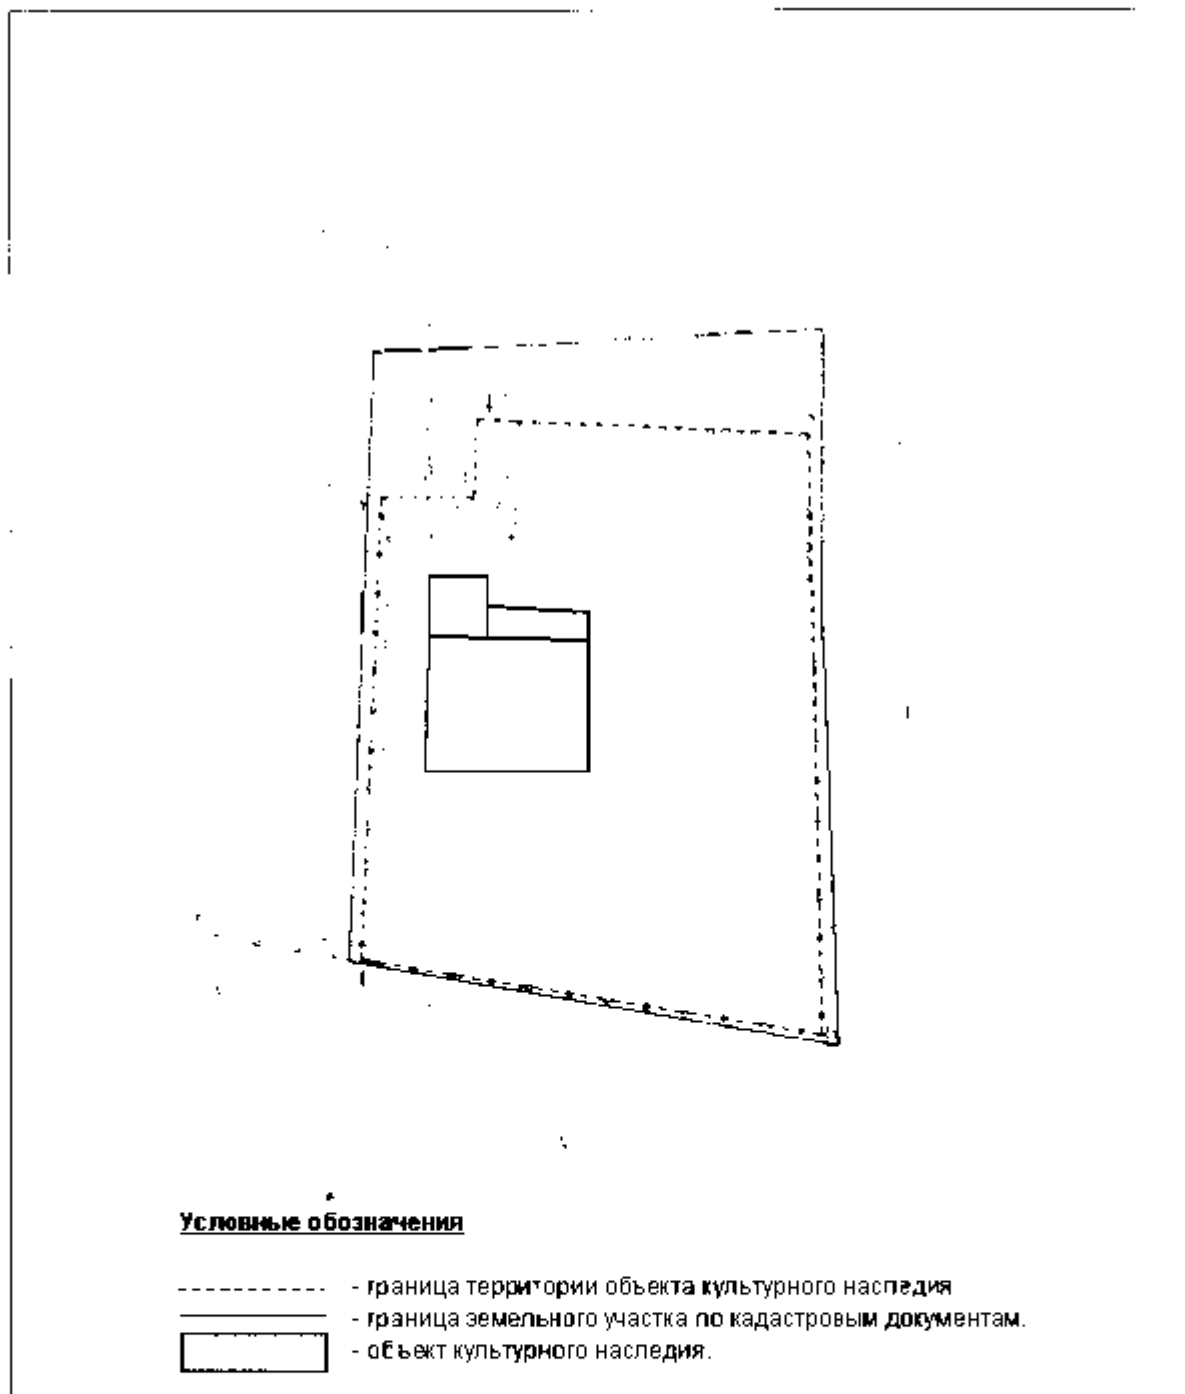 Условные обозначения
- граница территории объекта культурного наследия
- граница земельного участка по кадастровым документам.
- объект культурного наследия.